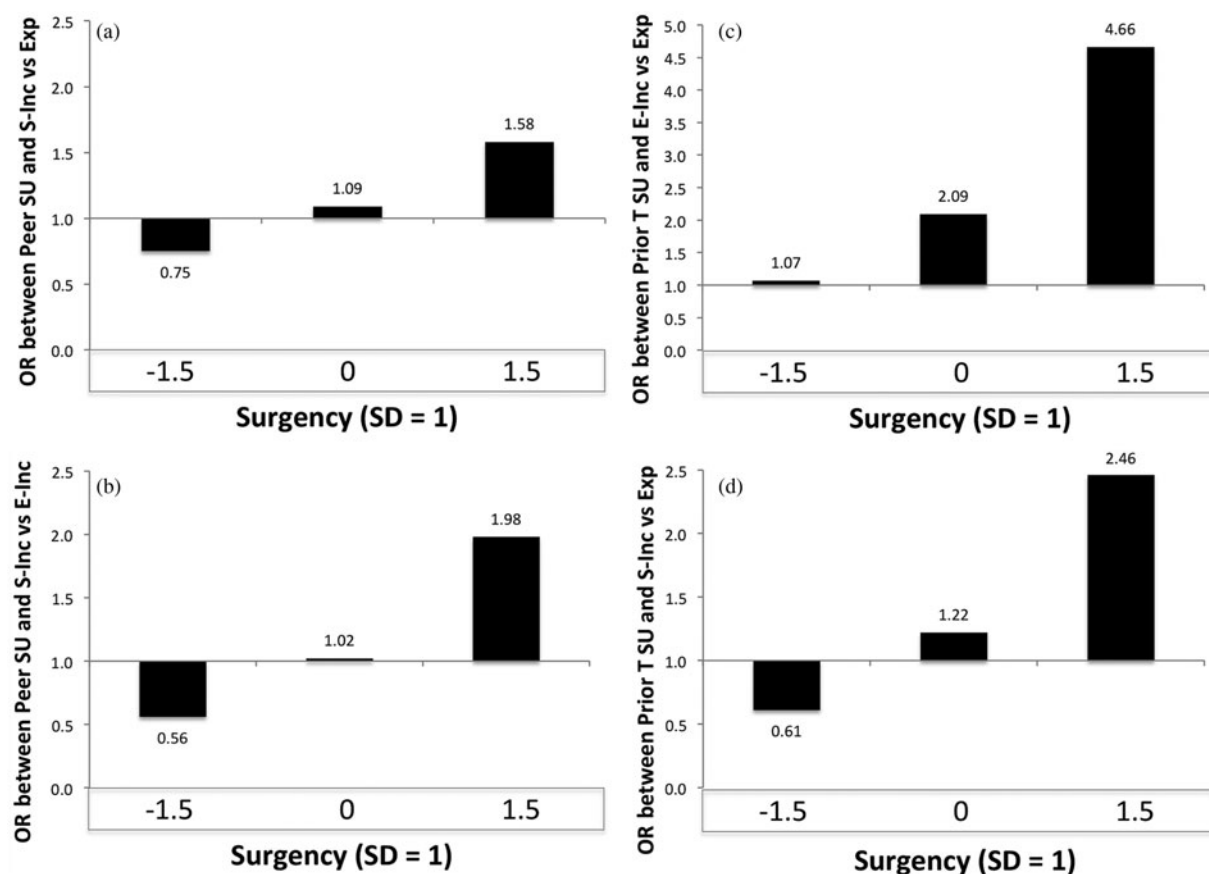 (a)
OR between Peer SU and S-Inc vs Exp
2.5
2.0
1.5
1.0
0.5
0.0
0.75
1.09
1.58
-1.5 0 1.5
Surgency (SD = 1)
(c)
OR between Prior T SU and E-Inc vs Exp
5.0
4.5
4.0
3.5
3.0
2.5
2.0
1.5
1.0
0.5
0.0
1.07
2.09
4.66
-1.5 0 1.5
Surgency (SD = 1)
(b)
OR between Peer SU and S-Inc vs E-Inc
2.5
2.0
1.5
1.0
0.5
0.0
0.56
1.02
1.98
-1.5 0 1.5
Surgency (SD = 1)
(d)
OR between Prior T SU and S-Inc vs Exp
2.5
2.0
1.5
1.0
0.5
0.0
0.61
1.22
2.46
-1.5 0 1.5
Surgency (SD = 1)